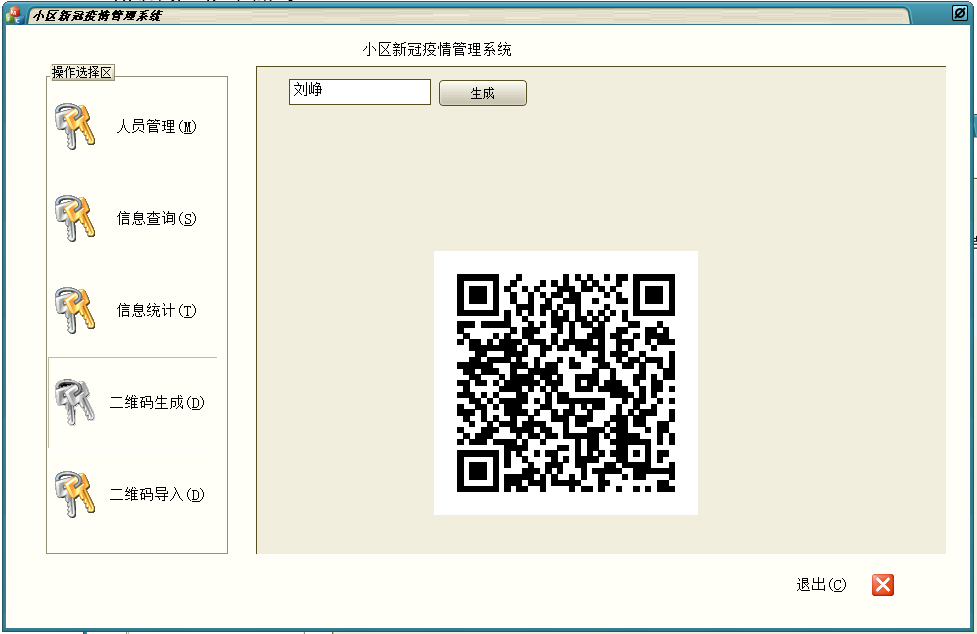 小区新冠疫情管理系统
小区新冠疫情管理系统
操作选择区
刘峥
生成
人员管理(M)
信息查询(S)
信息统计(T)
二维码生成(D)
二维码导入(D)
退出(C)